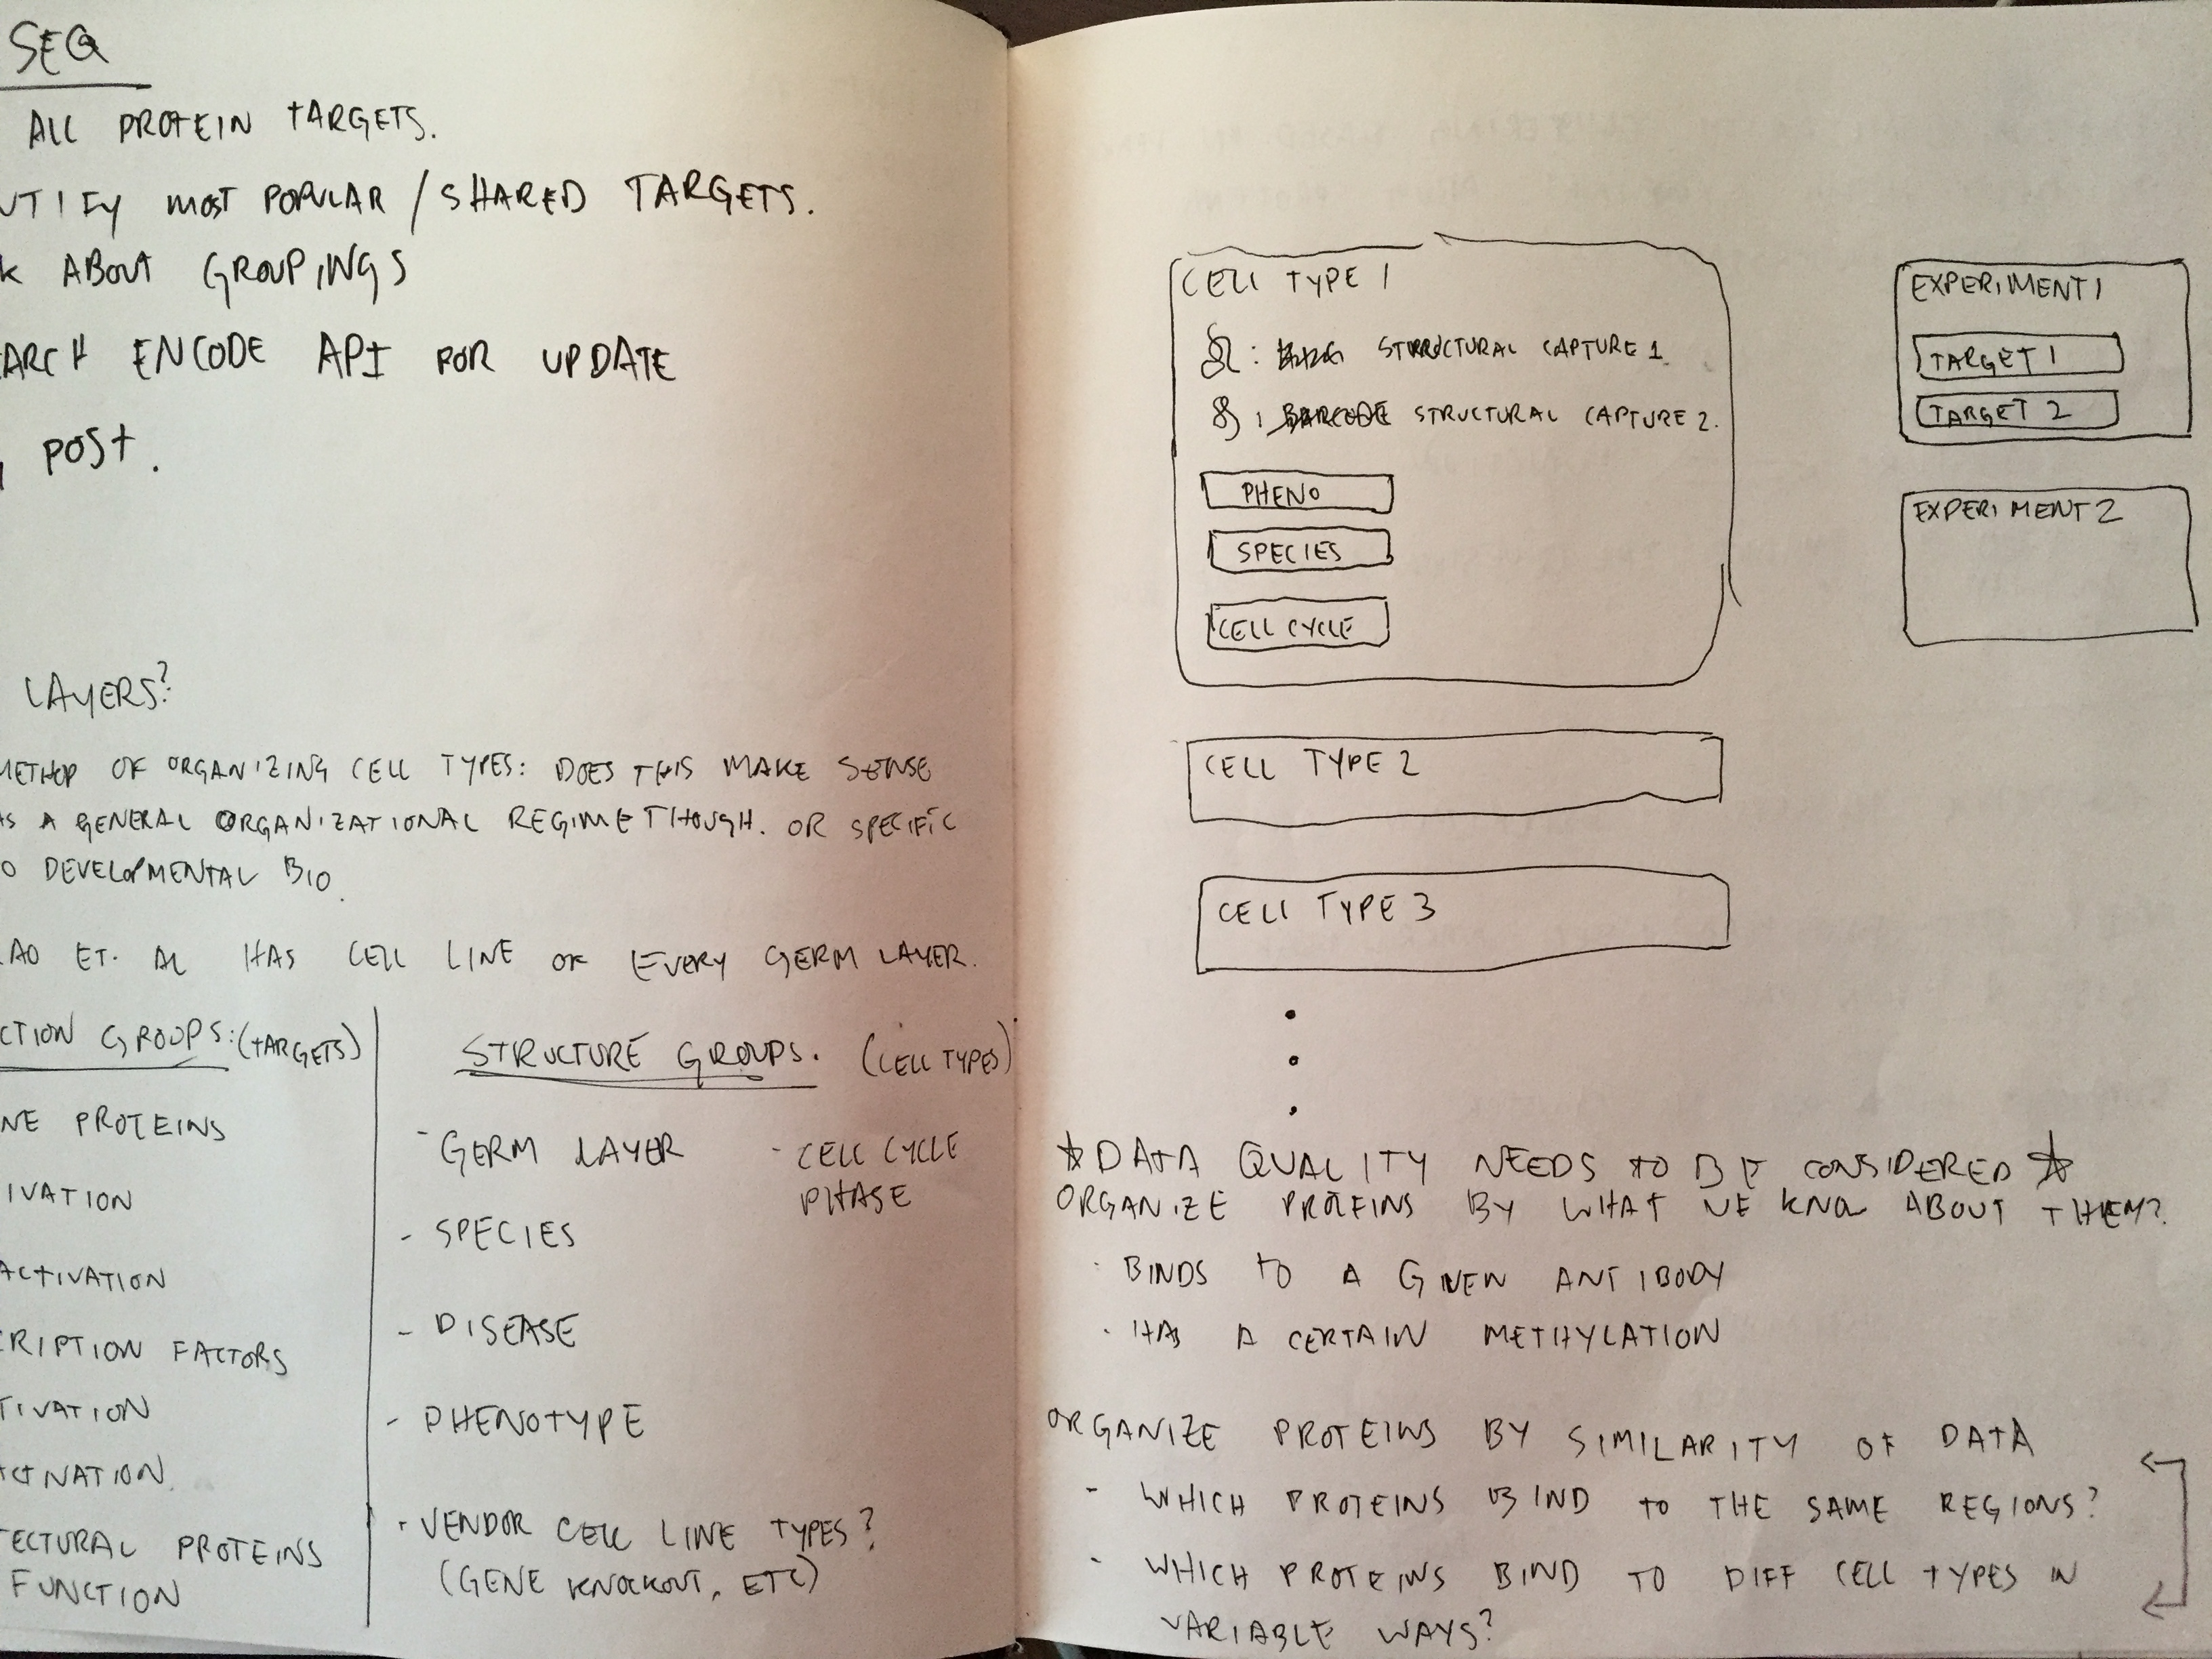 SEQ
ALL PROTEIN TARGETS.
NTIFY MOST POPULAR / SHARED TARGETS.
K ABOUT GROUPINGS
ARCH ENCODE API FOR UPDATE
POST.
LAYERS?
METHOD OF ORGANIZING CELL TYPES: DOES THIS MAKE SENSE
AS A GENERAL ORGANIZATIONAL REGIME THOUGH. OR SPECIFIC
O DEVELOPMENTAL BIO.
RAO ET. AL HAS CELL LINE OF EVERY GERM LAYER.
CTION GROUPS: (TARGETS)
NE PROTEINS
IVATION
ACTIVATION
RIPTION FACTORS
TIVATION
ACTIVATION.
TECTURAL PROTEINS
FUNCTION
STRUCTURE GROUPS. (CELL TYPES)
- GERM LAYER
- CELL CYCLE
PHASE
- SPECIES
- DISEASE
- PHENOTYPE
- VENDOR CELL LINE TYPES?
(GENE KNOCKOUT, ETC)
CELL TYPE 1
: STRUCTURAL CAPTURE 1
: STRUCTURAL CAPTURE 2.
PHENO
SPECIES
CELL CYCLE
CELL TYPE 2
CELL TYPE 3
EXPERIMENT 1
TARGET 1
TARGET 2
EXPERIMENT 2
* DATA QUALITY NEEDS TO BE CONSIDERED *
ORGANIZE PROTEINS BY WHAT WE KNOW ABOUT THEM?
· BINDS TO A GIVEN ANTIBODY
· HAS A CERTAIN METHYLATION
ORGANIZE PROTEINS BY SIMILARITY OF DATA
· WHICH PROTEINS BIND TO THE SAME REGIONS?
· WHICH PROTEINS BIND TO DIFF CELL TYPES IN
VARIABLE WAYS?